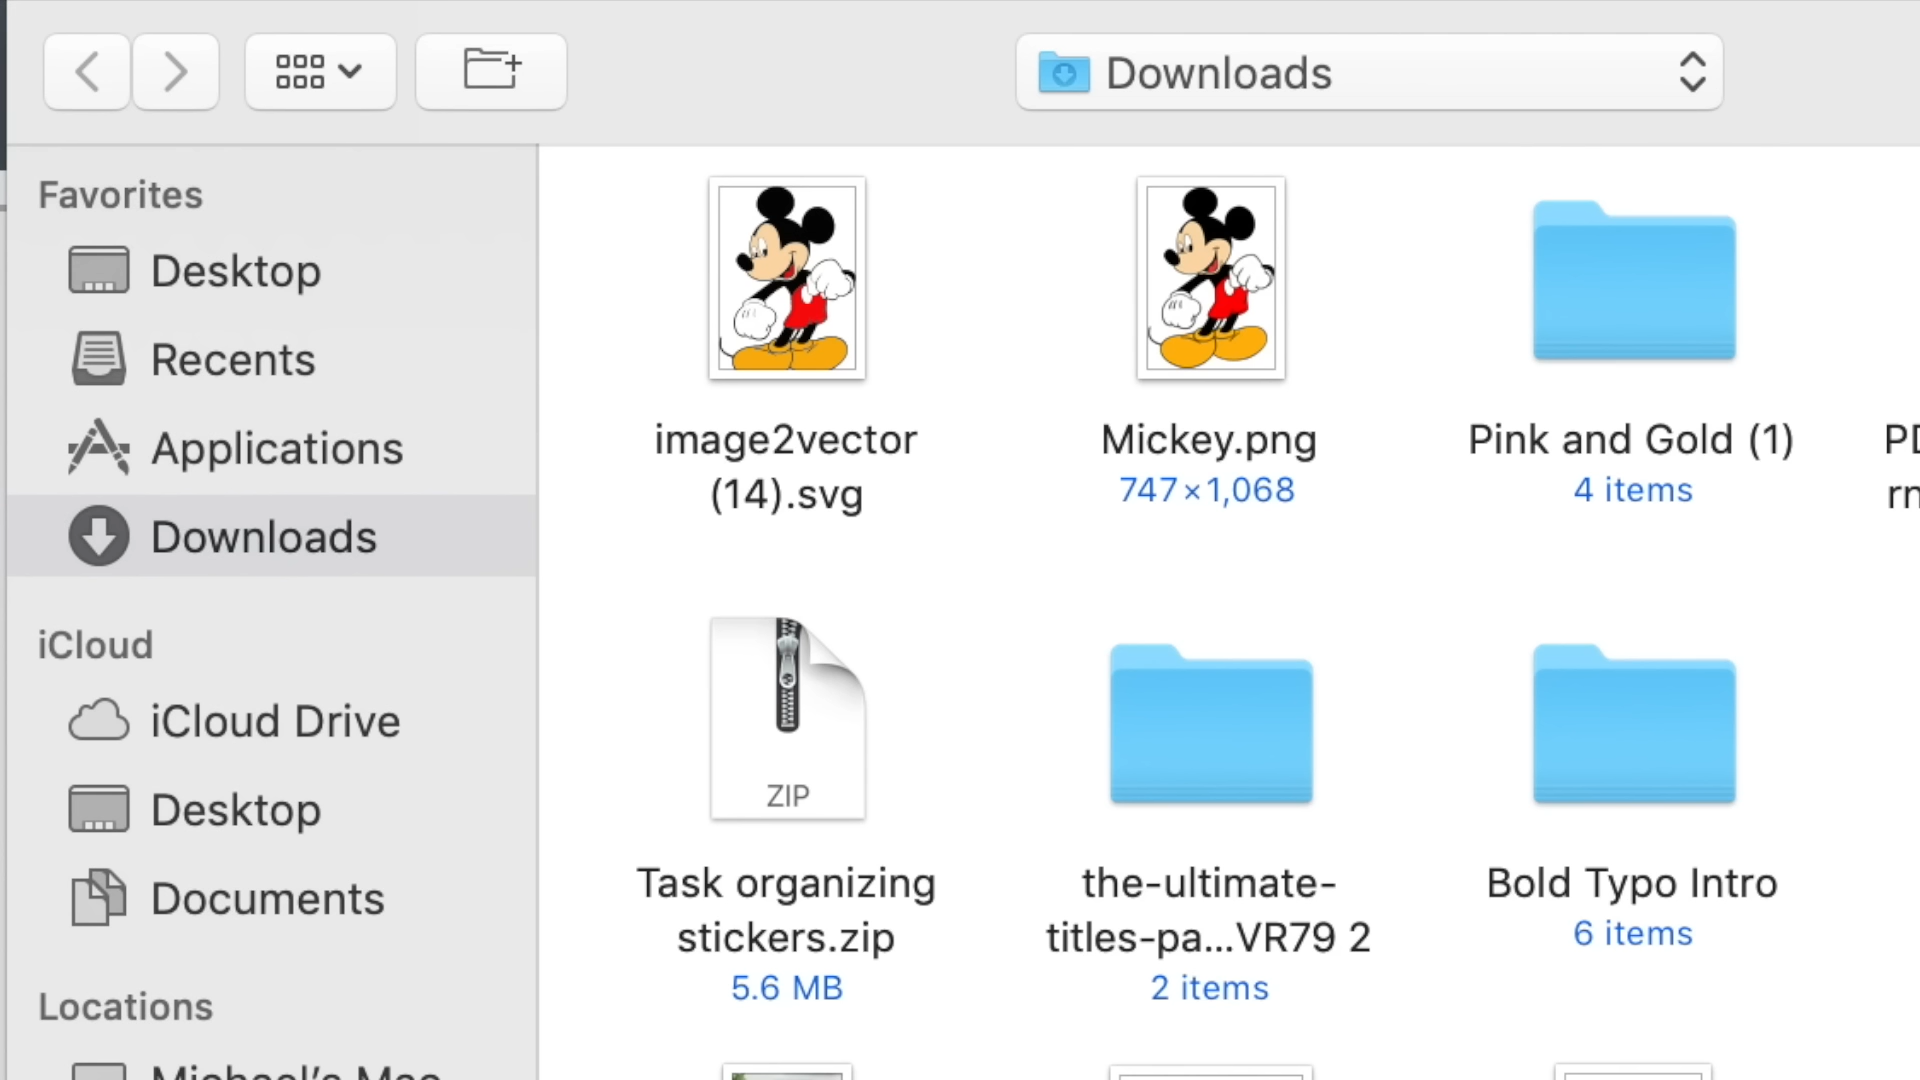 Downloads
Favorites
Desktop
Recents
Applications
Downloads
iCloud
iCloud Drive
Desktop
Documents
Locations
image2vector
(14).svg
Mickey.png
747×1,068
Pink and Gold (1)
4 items
ZIP
Task organizing
stickers.zip
5.6 MB
the-ultimate-
titles-pa...VR79 2
2 items
Bold Typo Intro
6 items